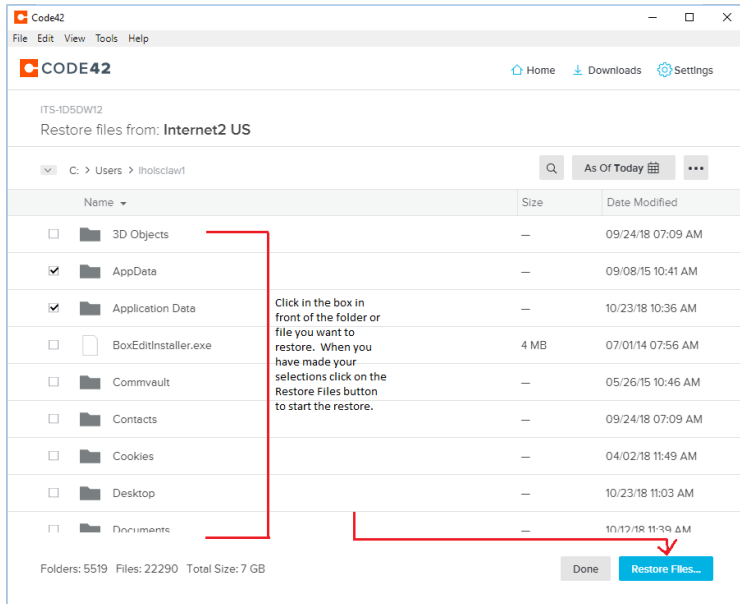 Code42
File Edit View Tools Help
CODE42
Home Downloads Settings
ITS-1D5DW12
Restore files from: Internet2 US
C: > Users > lholsclaw1
As Of Today
Name Size Date Modified
3D Objects — 09/24/18 07:09 AM
AppData — 09/08/15 10:41 AM
Application Data — 10/23/18 10:36 AM
BoxEditInstaller.exe 4 MB 07/01/14 07:56 AM
Commvault — 05/26/15 10:46 AM
Contacts — 09/24/18 07:09 AM
Cookies — 04/02/18 11:49 AM
Desktop — 10/23/18 11:03 AM
Documents — 10/12/18 11:39 AM
Click in the box in
front of the folder or
file you want to
restore. When you
have made your
selections click on the
Restore Files button
to start the restore.
Folders: 5519 Files: 22290 Total Size: 7 GB
Done Restore Files...